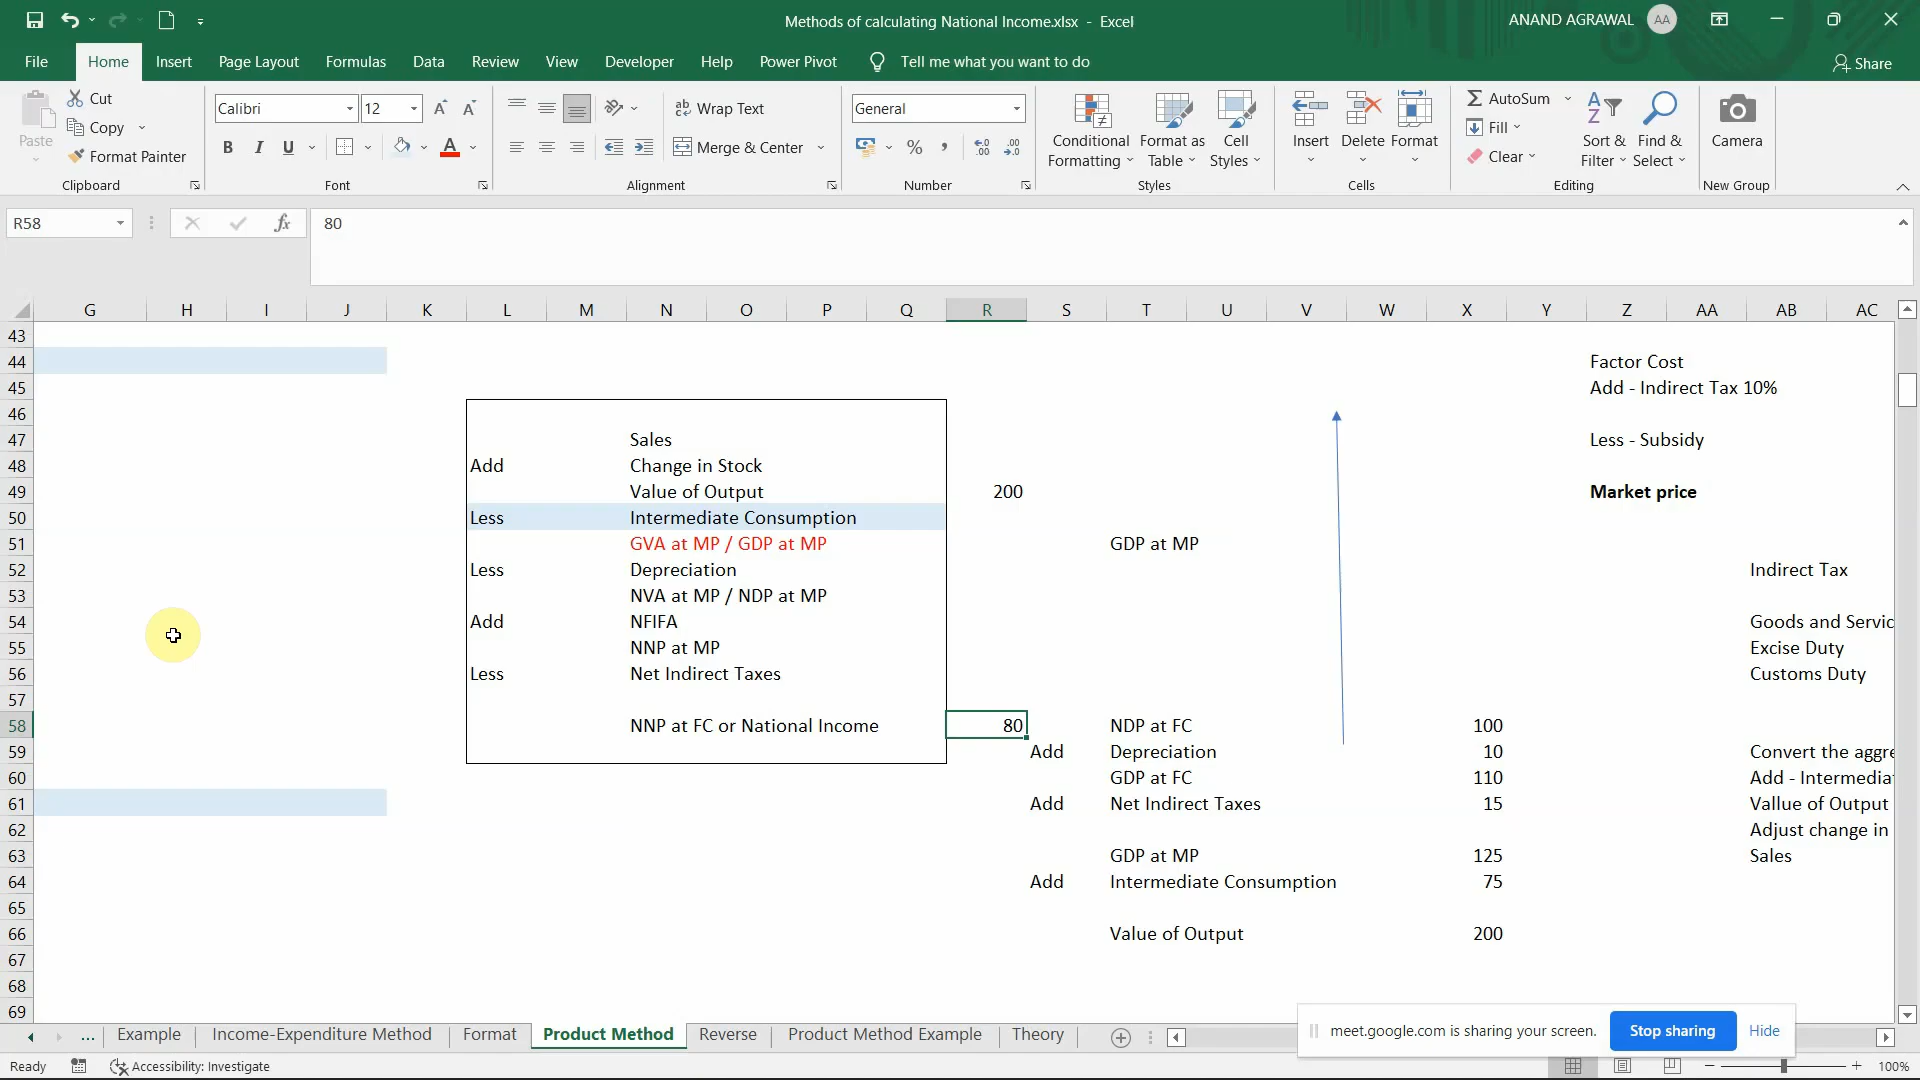 Methods of calculating National Income.xlsx - Excel
ANAND AGRAWAL AA
File Home Insert Page Layout Formulas Data Review View Developer Help Power Pivot Tell me what you want to do Share
Paste
Cut
Copy
Format Painter
Clipboard
Calibri 12
B I U A
Font
Wrap Text
Merge & Center
Alignment
General
%
Number
Conditional Formatting
Format as Table
Cell Styles
Styles
Insert Delete Format
Cells
AutoSum
Fill
Clear
Sort & Filter
Find & Select
Editing
Camera
New Group
R58 fx 80
G H I J K L M N O P Q R S T U V W X Y Z AA AB AC
43
44 Factor Cost
45 Add - Indirect Tax 10%
46
47 Sales Less - Subsidy
48 Add Change in Stock
49 Value of Output 200 Market price
50 Less Intermediate Consumption
51 GVA at MP / GDP at MP GDP at MP
52 Less Depreciation Indirect Tax
53 NVA at MP / NDP at MP
54 Add NFIFA Goods and Servic
55 NNP at MP Excise Duty
56 Less Net Indirect Taxes Customs Duty
57
58 NNP at FC or National Income 80 NDP at FC 100
59 Add Depreciation 10 Convert the aggre
60 GDP at FC 110 Add - Intermedia
61 Add Net Indirect Taxes 15 Vallue of Output
62 Adjust change in
63 GDP at MP 125 Sales
64 Add Intermediate Consumption 75
65
66 Value of Output 200
67
68
69
... Example Income-Expenditure Method Format Product Method Reverse Product Method Example Theory
meet.google.com is sharing your screen. Stop sharing Hide
Ready Accessibility: Investigate 100%